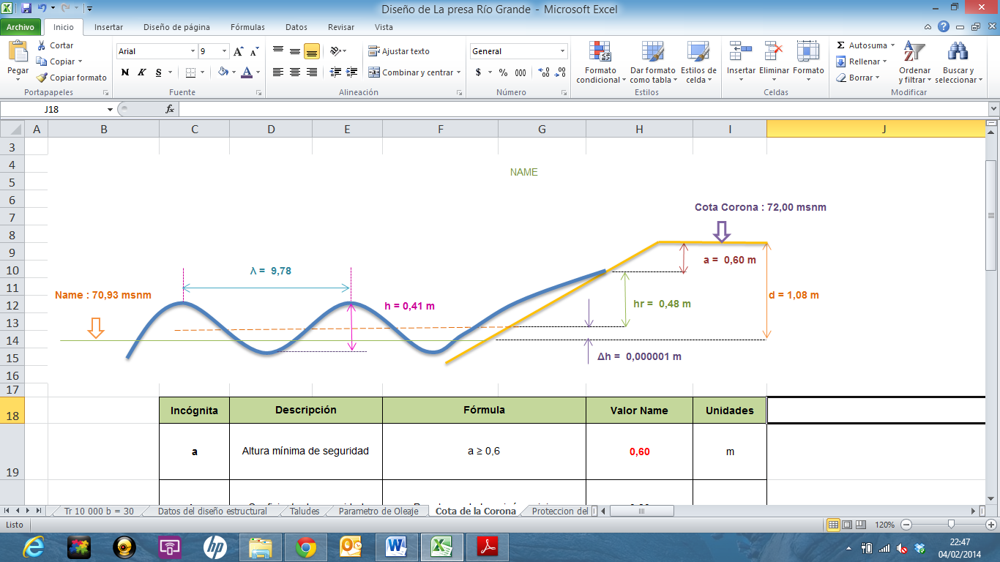 Diseño de La presa Río Grande - Microsoft Excel
Archivo Inicio Insertar Diseño de página Fórmulas Datos Revisar Vista
Pegar
Cortar
Copiar
Copiar formato
Portapapeles
Arial 9
N K S
Fuente
Ajustar texto
Combinar y centrar
Alineación
General
$ % 000
Número
Formato condicional
Dar formato como tabla
Estilos de celda
Estilos
Insertar Eliminar Formato
Celdas
Autosuma
Rellenar
Borrar
Ordenar y filtrar
Buscar y seleccionar
Modificar
J18 fx
A B C D E F G H I J
3
4
5
6
7
8
9
10
11
12
13
14
15
16
17
18
19
NAME
Cota Corona : 72,00 msnm
a = 0,60 m
λ = 9,78
Name : 70,93 msnm
h = 0,41 m
hr = 0,48 m
d = 1,08 m
Δh = 0,000001 m
Incógnita Descripción Fórmula Valor Name Unidades
a Altura mínima de seguridad a ≥ 0,6 0,60 m
Tr 10 000 b = 30 Datos del diseño estructural Taludes Parametro de Oleaje Cota de la Corona Proteccion del
Listo 120%
22:47
04/02/2014